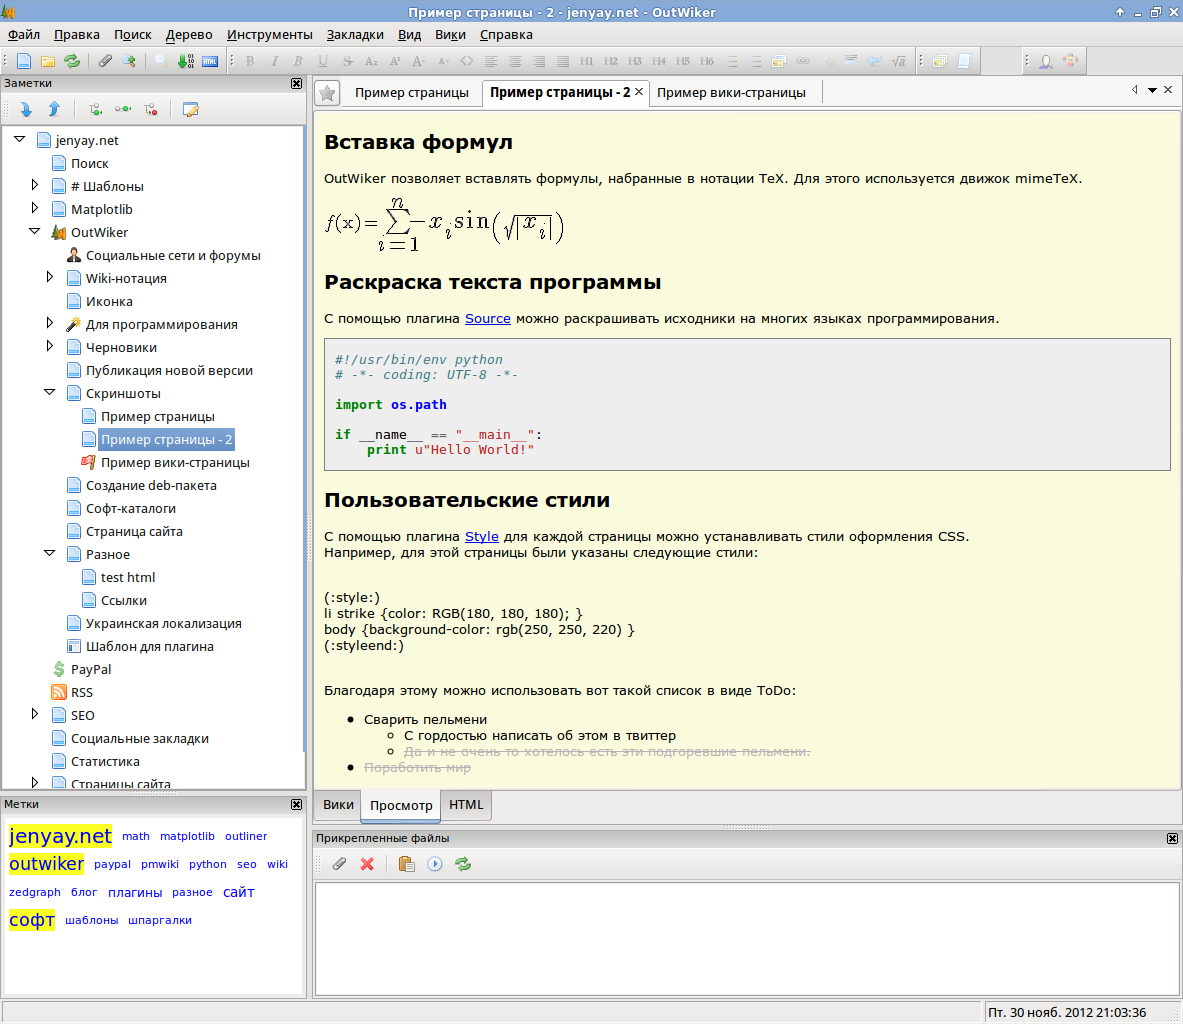 Пример страницы - 2 - jenyay.net - OutWiker
Файл Правка Поиск Дерево Инструменты Закладки Вид Вики Справка
HTML B I U S H1 H2 H3 H4 H5 H6 √a
Заметки
jenyay.net
Поиск
# Шаблоны
Matplotlib
OutWiker
Социальные сети и форумы
Wiki-нотация
Иконка
Для программирования
Черновики
Публикация новой версии
Скриншоты
Пример страницы
Пример страницы - 2
Пример вики-страницы
Создание deb-пакета
Софт-каталоги
Страница сайта
Разное
test html
Ссылки
Украинская локализация
Шаблон для плагина
PayPal
RSS
SEO
Социальные закладки
Статистика
Страницы сайта
Метки
jenyay.net math matplotlib outliner
outwiker paypal pmwiki python seo wiki
zedgraph блог плагины разное сайт
софт шаблоны шпаргалки
Пример страницы Пример страницы - 2 Пример вики-страницы
Вставка формул
OutWiker позволяет вставлять формулы, набранные в нотации TeX. Для этого используется движок mimeTeX.
f(x)=∑_{i=1}^{n}-x_i sin(√|x_i|)
Раскраска текста программы
С помощью плагина Source можно раскрашивать исходники на многих языках программирования.
#!/usr/bin/env python
# -*- coding: UTF-8 -*-
import os.path
if __name__ == "__main__":
print u"Hello World!"
Пользовательские стили
С помощью плагина Style для каждой страницы можно устанавливать стили оформления CSS.
Например, для этой страницы были указаны следующие стили:
(:style:)
li strike {color: RGB(180, 180, 180); }
body {background-color: rgb(250, 250, 220) }
(:styleend:)
Благодаря этому можно использовать вот такой список в виде ToDo:
Сварить пельмени
С гордостью написать об этом в твиттер
Да и не очень то хотелось есть эти подгоревшие пельмени.
Поработить мир
Вики Просмотр HTML
Прикрепленные файлы
Пт. 30 нояб. 2012 21:03:36